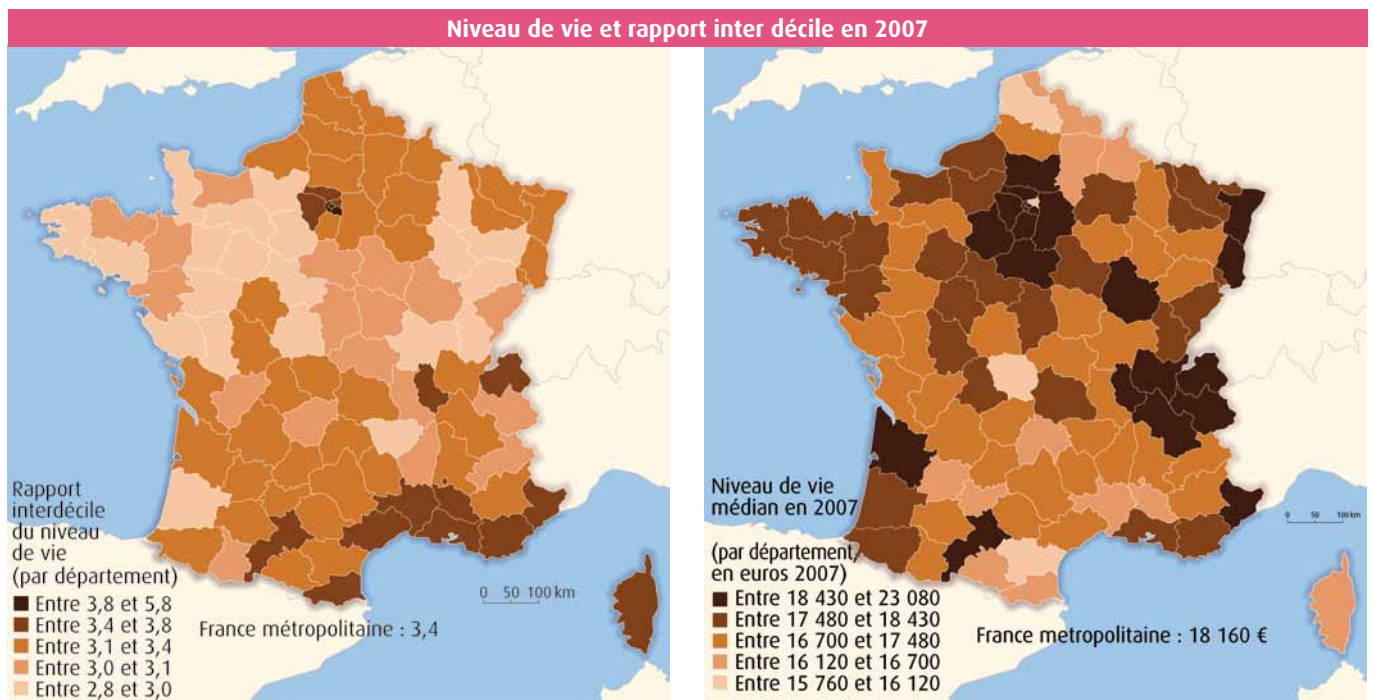 Niveau de vie et rapport inter décile en 2007
Rapport
interdécile
du niveau
de vie
(par département)
Entre 3,8 et 5,8
Entre 3,4 et 3,8
Entre 3,1 et 3,4
Entre 3,0 et 3,1
Entre 2,8 et 3,0
0 50 100 km
France métropolitaine : 3,4
Niveau de vie
médian en 2007
(par département,
en euros 2007)
Entre 18 430 et 23 080
Entre 17 480 et 18 430
Entre 16 700 et 17 480
Entre 16 120 et 16 700
Entre 15 760 et 16 120
0 50 100 km
France metropolitaine : 18 160 €